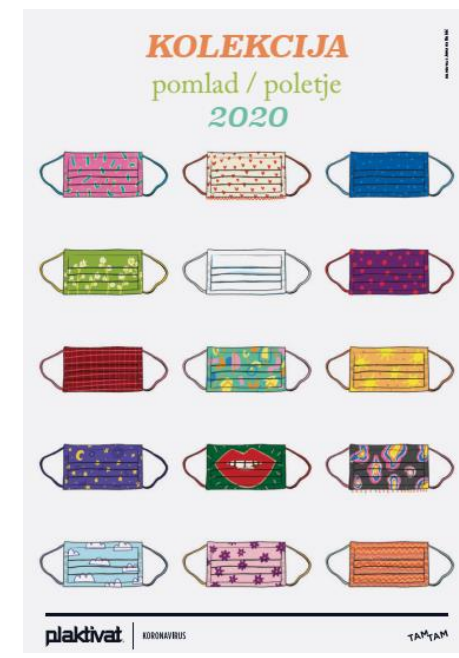 KOLEKCIJA
pomlad / poletje
2020
plaktivat
KORONAVIRUS
TAMTAM